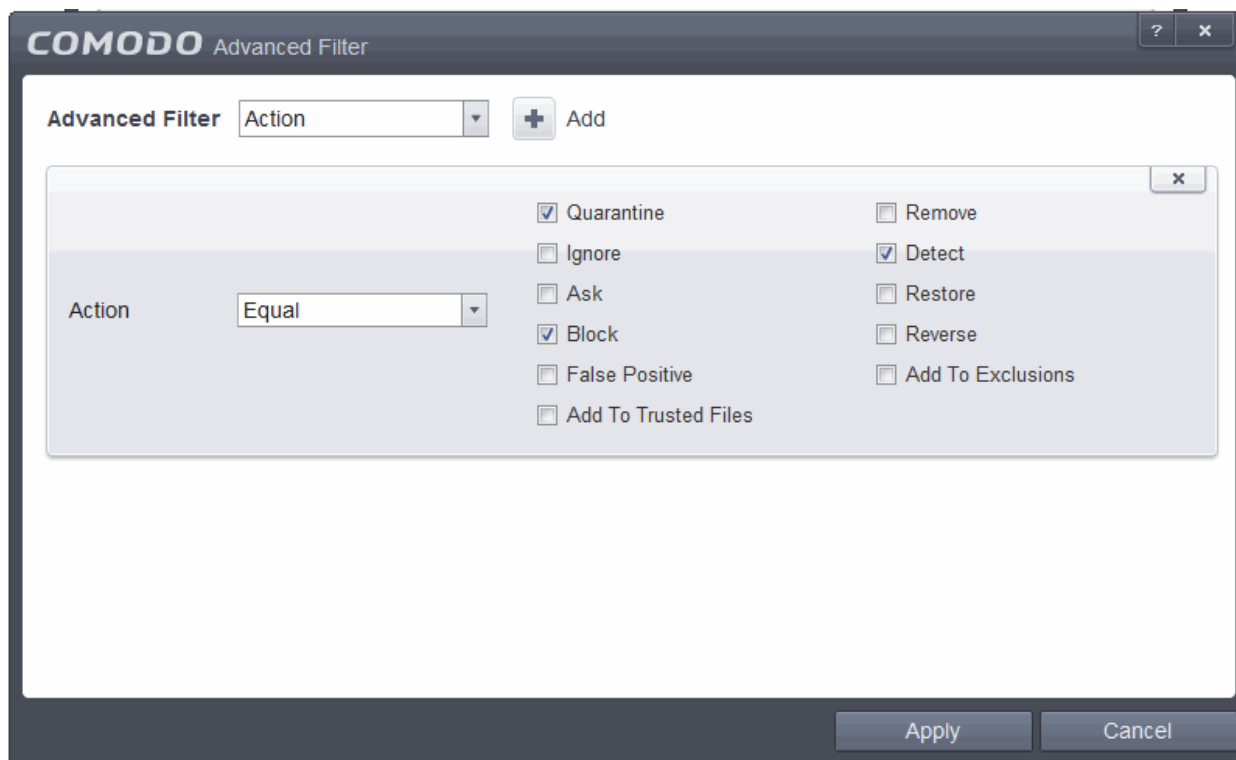 COMODO Advanced Filter ? x
Advanced Filter Action + Add
x
Quarantine Remove
Ignore Detect
Ask Restore
Action Equal
Block Reverse
False Positive Add To Exclusions
Add To Trusted Files
Apply Cancel